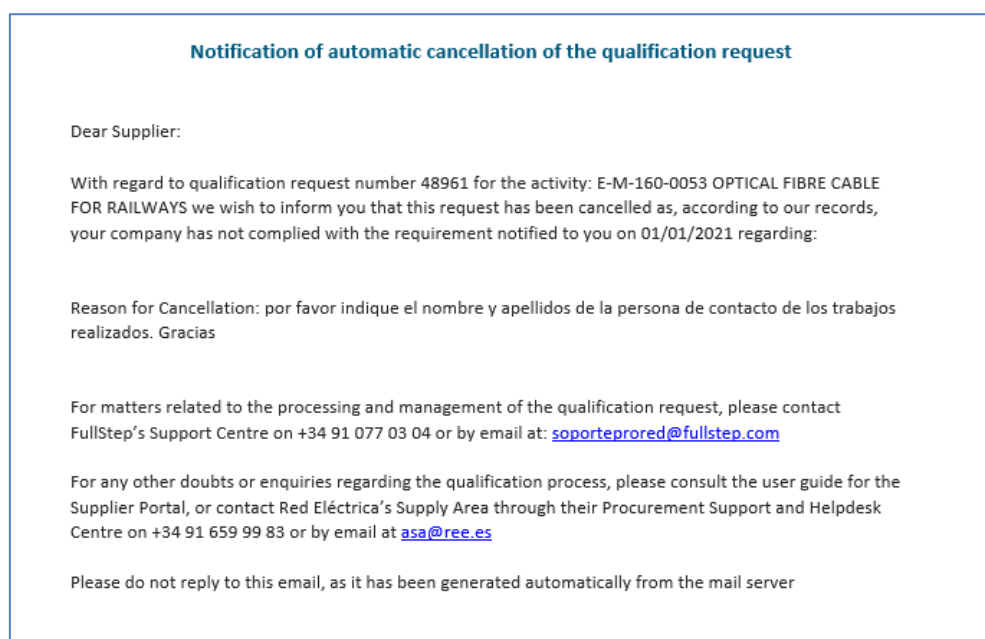 Notification of automatic cancellation of the qualification request
Dear Supplier:
With regard to qualification request number 48961 for the activity: E-M-160-0053 OPTICAL FIBRE CABLE
FOR RAILWAYS we wish to inform you that this request has been cancelled as, according to our records,
your company has not complied with the requirement notified to you on 01/01/2021 regarding:
Reason for Cancellation: por favor indique el nombre y apellidos de la persona de contacto de los trabajos
realizados. Gracias
For matters related to the processing and management of the qualification request, please contact
FullStep’s Support Centre on +34 91 077 03 04 or by email at: soporteprored@fullstep.com
For any other doubts or enquiries regarding the qualification process, please consult the user guide for the
Supplier Portal, or contact Red Eléctrica’s Supply Area through their Procurement Support and Helpdesk
Centre on +34 91 659 99 83 or by email at asa@ree.es
Please do not reply to this email, as it has been generated automatically from the mail server